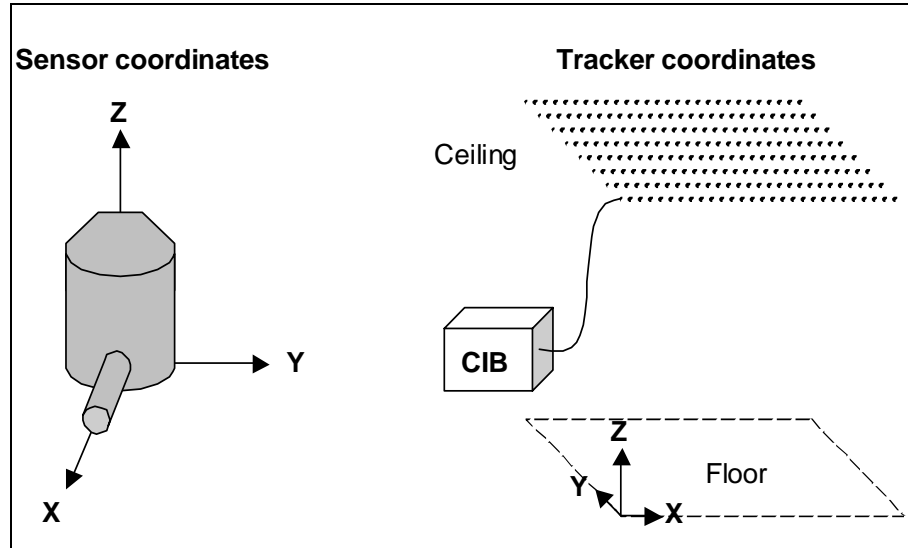 Sensor coordinates
Z
Y
X
Tracker coordinates
Ceiling
CIB
Z
Y
X
Floor